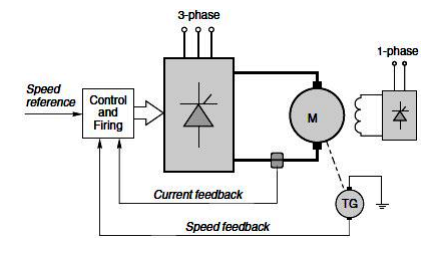 3-phase
1-phase
Speed
reference
Control
and
Firing
M
Current feedback
TG
Speed feedback